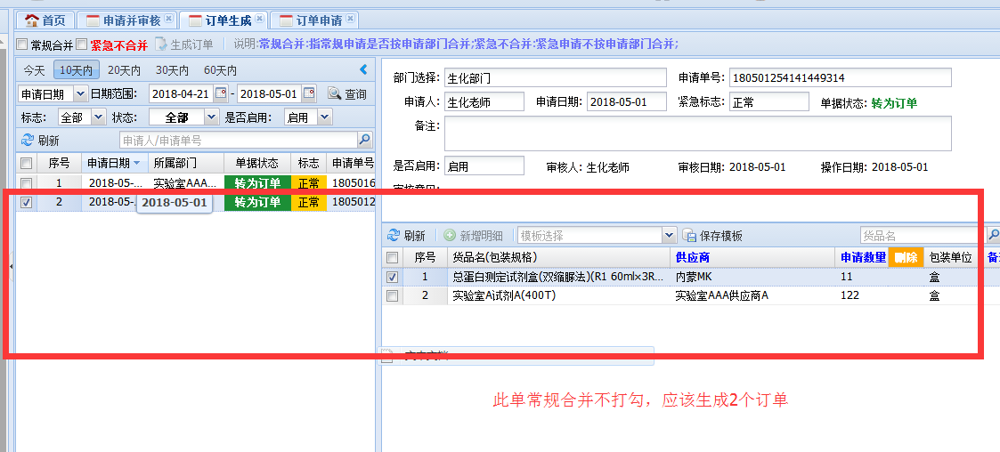 首页 申请并审核 订单生成 订单申请
常规合并 紧急不合并 生成订单 说明:常规合并:指常规申请是否按申请部门合并;紧急不合并:紧急申请不按申请部门合并;
今天 10天内 20天内 30天内 60天内
申请日期 日期范围: 2018-04-21 - 2018-05-01 查询
标志: 全部 状态: 全部 是否启用: 启用
刷新 申请人/申请单号
序号 申请日期 所属部门 单据状态 标志 申请单号
1 2018-05-... 实验室AAA... 转为订单 正常 1805016
2 2018-05-... 转为订单 正常 1805012
2018-05-01
部门选择: 生化部门 申请单号: 180501254141449314
申请人: 生化老师 申请日期: 2018-05-01 紧急标志: 正常 单据状态: 转为订单
备注:
是否启用: 启用 审核人: 生化老师 审核日期: 2018-05-01 操作日期: 2018-05-01
刷新 新增明细 模板选择 保存模板 货品名
序号 货品名(包装规格) 供应商 申请数量 删除 包装单位
1 总蛋白测定试剂盒(双缩脲法)(R1 60ml×3R... 内蒙MK 11 盒
2 实验室A试剂A(400T) 实验室AAA供应商A 122 盒
此单常规合并不打勾，应该生成2个订单